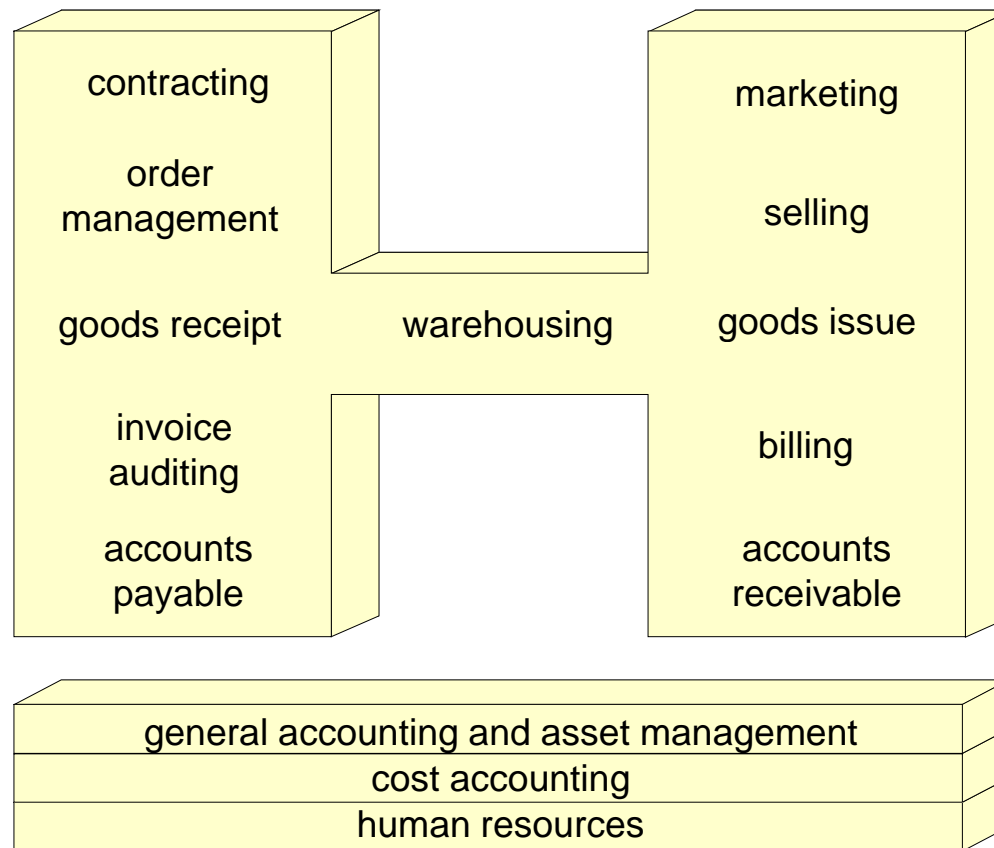 contracting
order
management
goods receipt
invoice
auditing
accounts
payable
warehousing
marketing
selling
goods issue
billing
accounts
receivable
general accounting and asset management
cost accounting
human resources